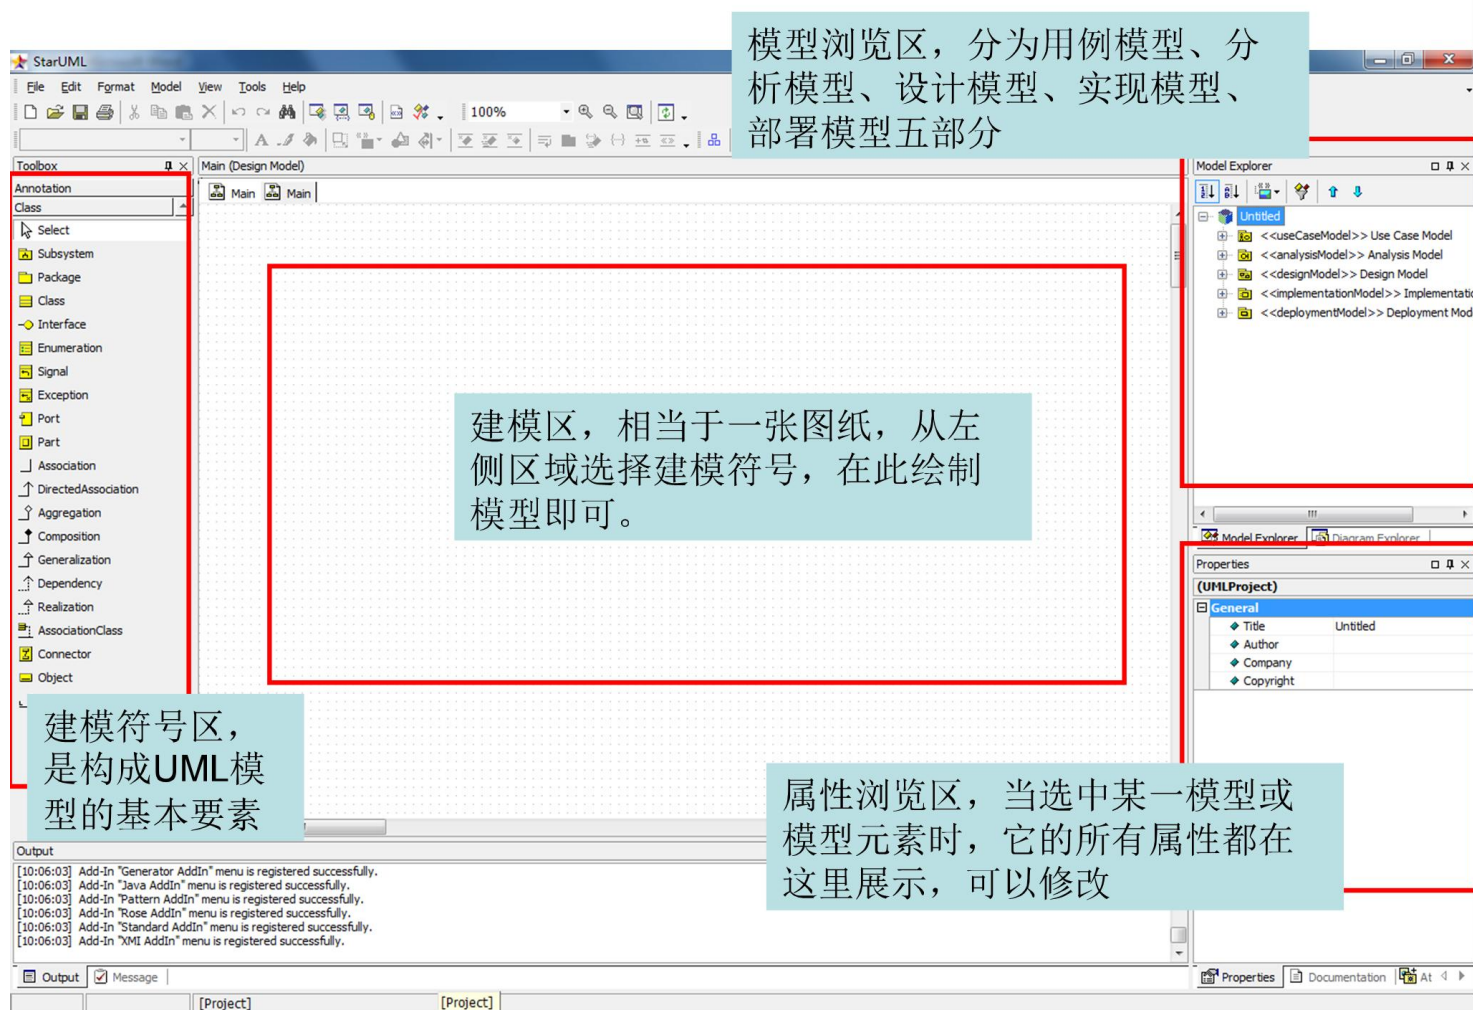 模型浏览区，分为用例模型、分
析模型、设计模型、实现模型、
部署模型五部分
StarUML
File Edit Format Model View Tools Help
100%
Toolbox
Main (Design Model)
Model Explorer
Annotation
Class
Main Main
Select
Subsystem
Package
Class
Interface
Enumeration
Signal
Exception
Port
Part
Association
DirectedAssociation
Aggregation
Composition
Generalization
Dependency
Realization
AssociationClass
Connector
Object
Untitled
<<useCaseModel>> Use Case Model
<<analysisModel>> Analysis Model
<<designModel>> Design Model
<<implementationModel>> Implementatio
<<deploymentModel>> Deployment Mod
建模区，相当于一张图纸，从左
侧区域选择建模符号，在此绘制
模型即可。
Model Explorer Diagram Explorer
Properties
(UMLProject)
General
Title Untitled
Author
Company
Copyright
建模符号区，
是构成UML模
型的基本要素
属性浏览区，当选中某一模型或
模型元素时，它的所有属性都在
这里展示，可以修改
Output
[10:06:03] Add-In "Generator AddIn" menu is registered successfully.
[10:06:03] Add-In "Java AddIn" menu is registered successfully.
[10:06:03] Add-In "Pattern AddIn" menu is registered successfully.
[10:06:03] Add-In "Rose AddIn" menu is registered successfully.
[10:06:03] Add-In "Standard AddIn" menu is registered successfully.
[10:06:03] Add-In "XMI AddIn" menu is registered successfully.
Output Message
Properties Documentation At
[Project] [Project]